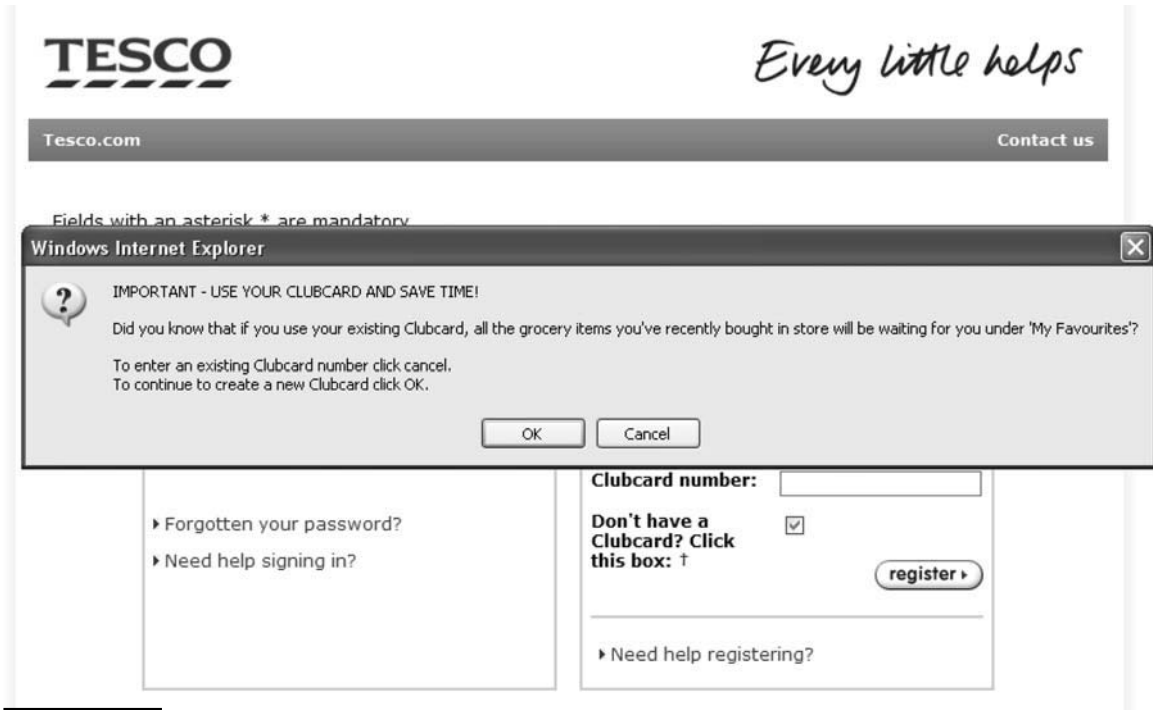 TESCO
Every little helps
Tesco.com
Contact us
Fields with an asterisk * are mandatory
Windows Internet Explorer
IMPORTANT - USE YOUR CLUBCARD AND SAVE TIME!
Did you know that if you use your existing Clubcard, all the grocery items you've recently bought in store will be waiting for you under 'My Favourites'?
To enter an existing Clubcard number click cancel.
To continue to create a new Clubcard click OK.
OK
Cancel
Forgotten your password?
Need help signing in?
Clubcard number:
Don't have a
Clubcard? Click
this box: †
register
Need help registering?